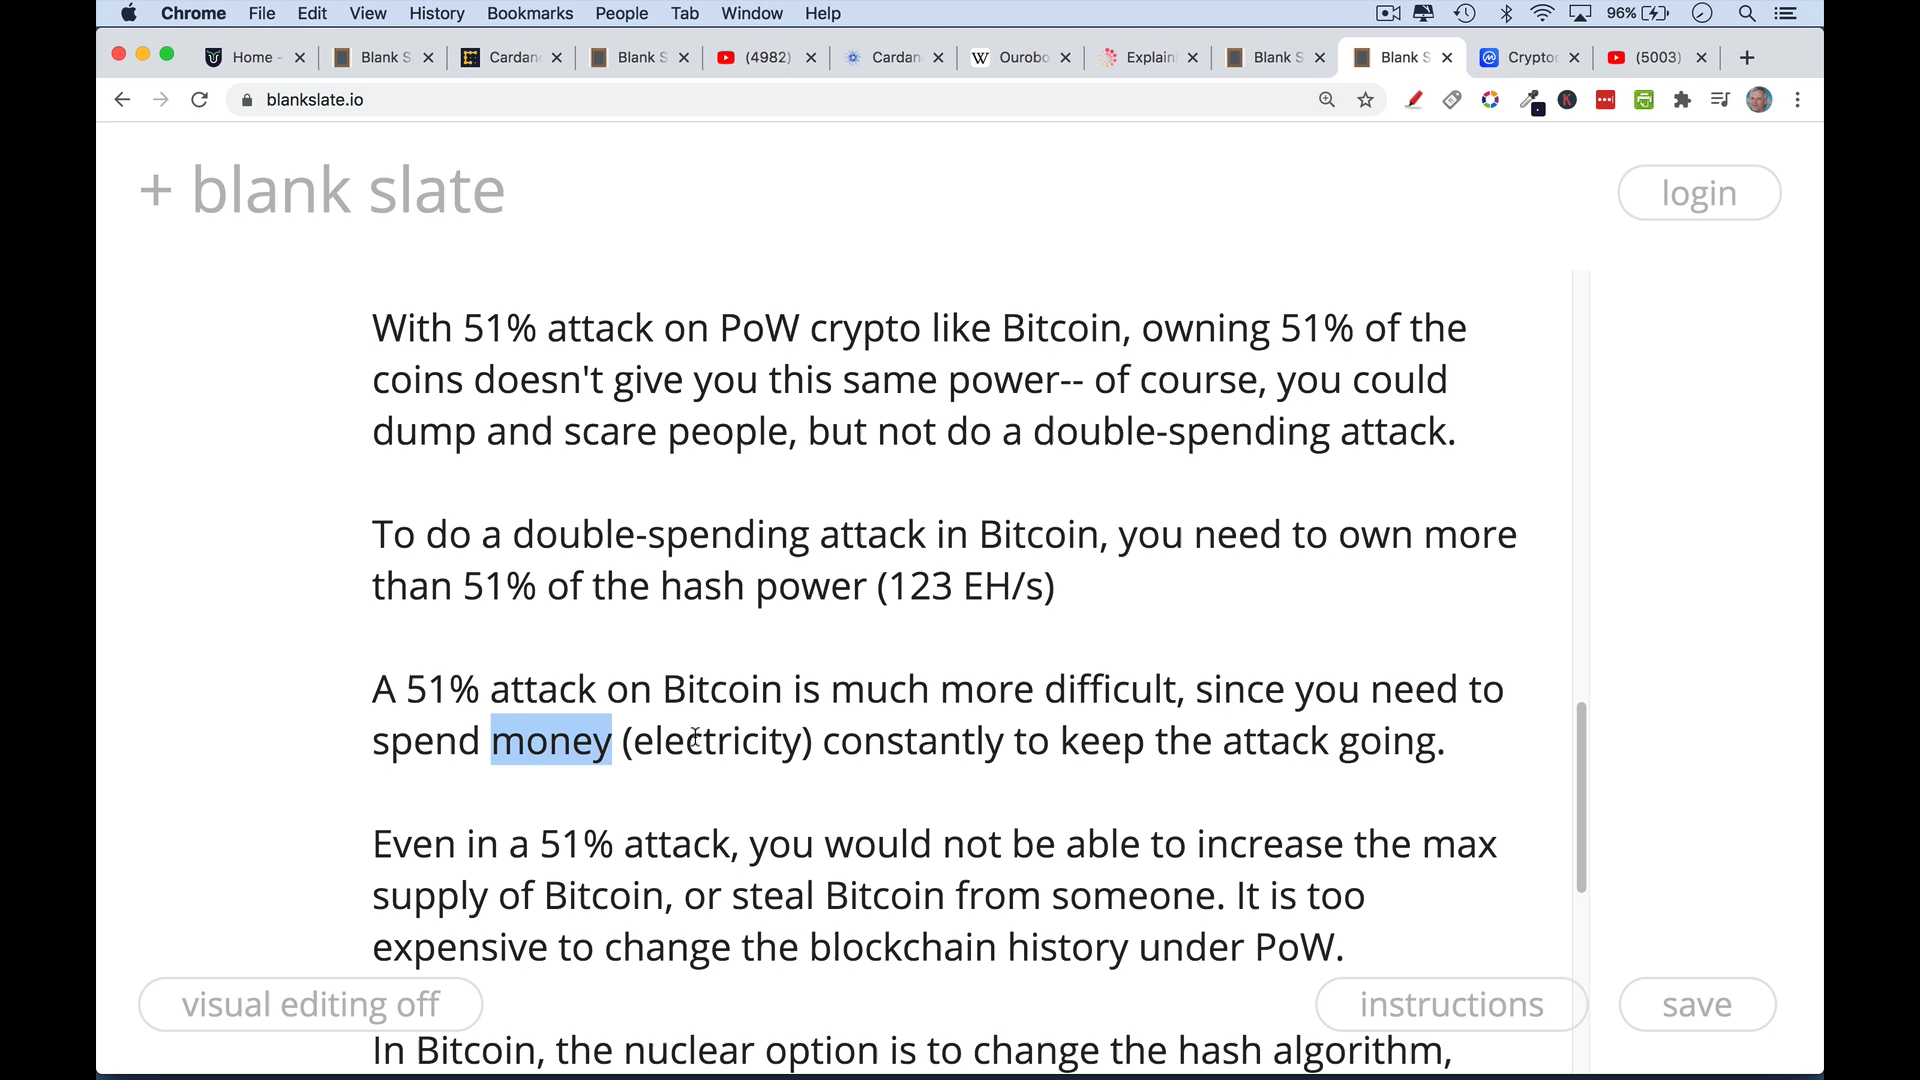 Chrome File Edit View History Bookmarks People Tab Window Help 96%
Home - Blank S Cardan Blank S (4982) Cardan Ourobo Explain Blank S Blank S Crypto (5003)
blankslate.io
+ blank slate
login
With 51% attack on PoW crypto like Bitcoin, owning 51% of the
coins doesn't give you this same power-- of course, you could
dump and scare people, but not do a double-spending attack.
To do a double-spending attack in Bitcoin, you need to own more
than 51% of the hash power (123 EH/s)
A 51% attack on Bitcoin is much more difficult, since you need to
spend money (electricity) constantly to keep the attack going.
Even in a 51% attack, you would not be able to increase the max
supply of Bitcoin, or steal Bitcoin from someone. It is too
expensive to change the blockchain history under PoW.
visual editing off
instructions
save
In Bitcoin, the nuclear option is to change the hash algorithm,